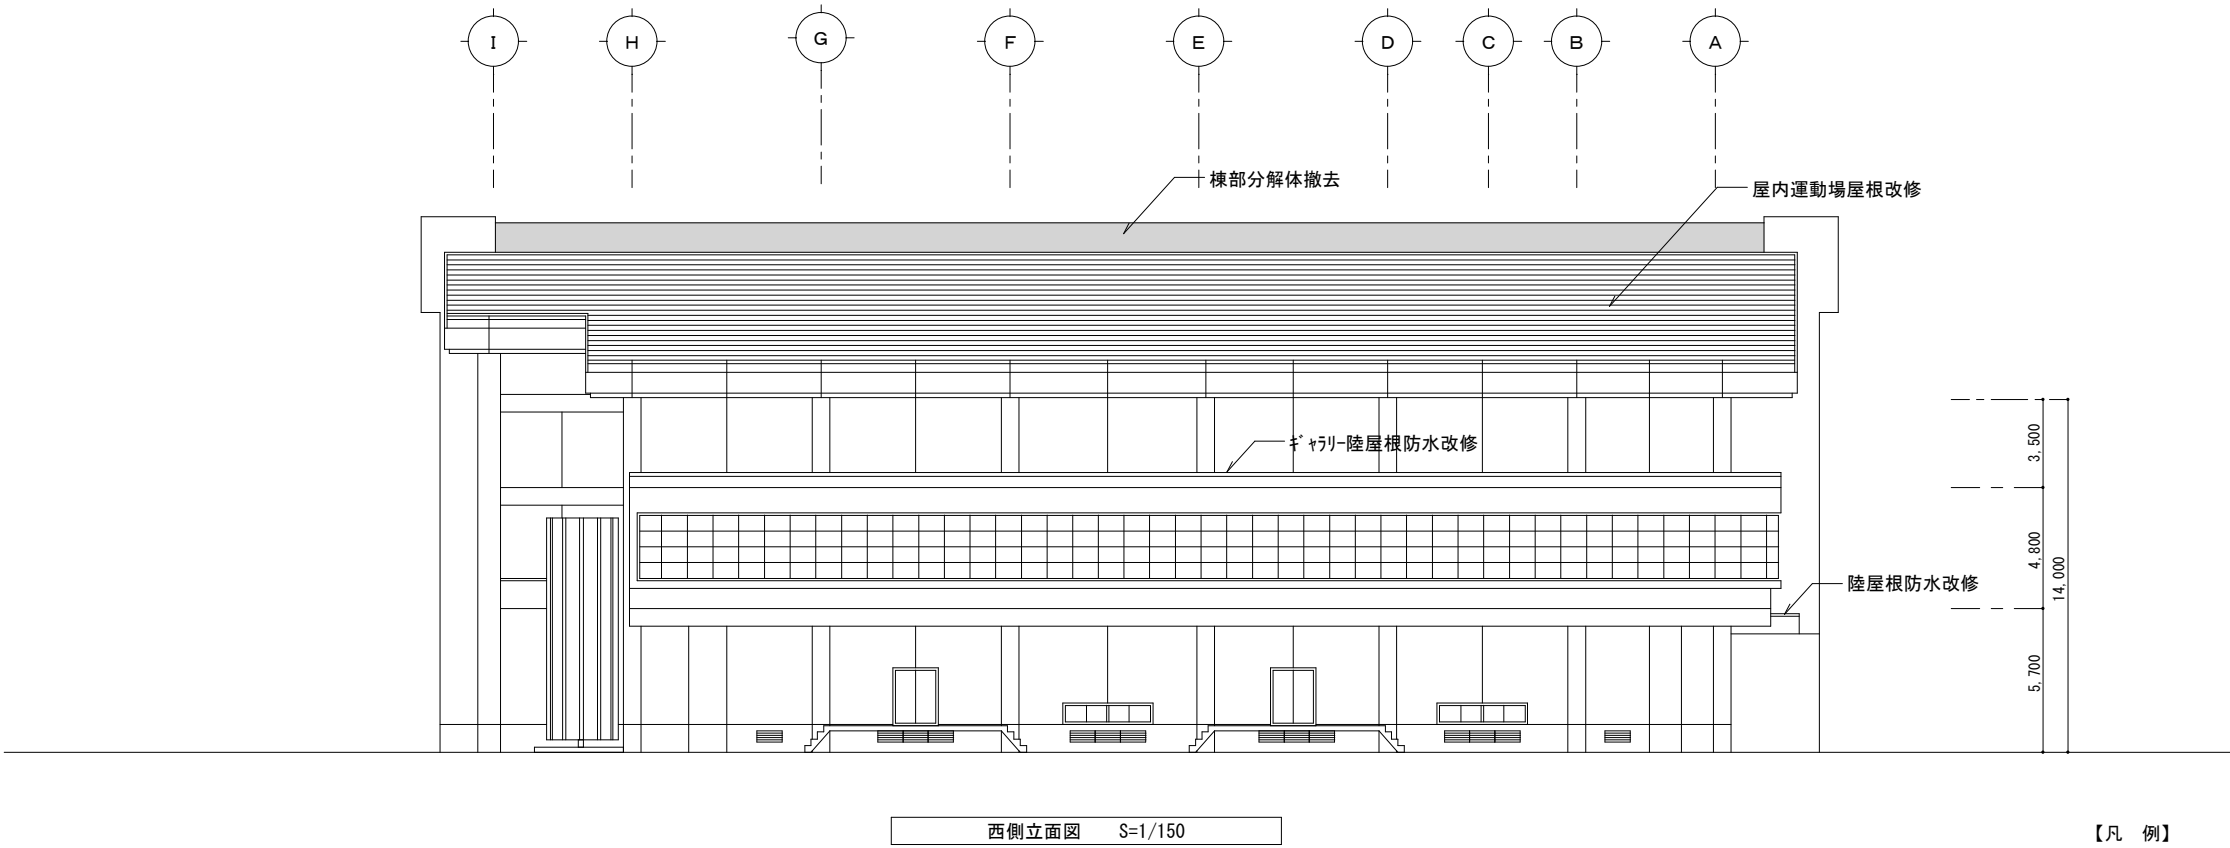 I H G F E D C B A
棟部分解体撤去
屋内運動場屋根改修
ギャラリー陸屋根防水改修
陸屋根防水改修
3,500
4,800
14,000
5,700
西側立面図 S=1/150
【凡 例】